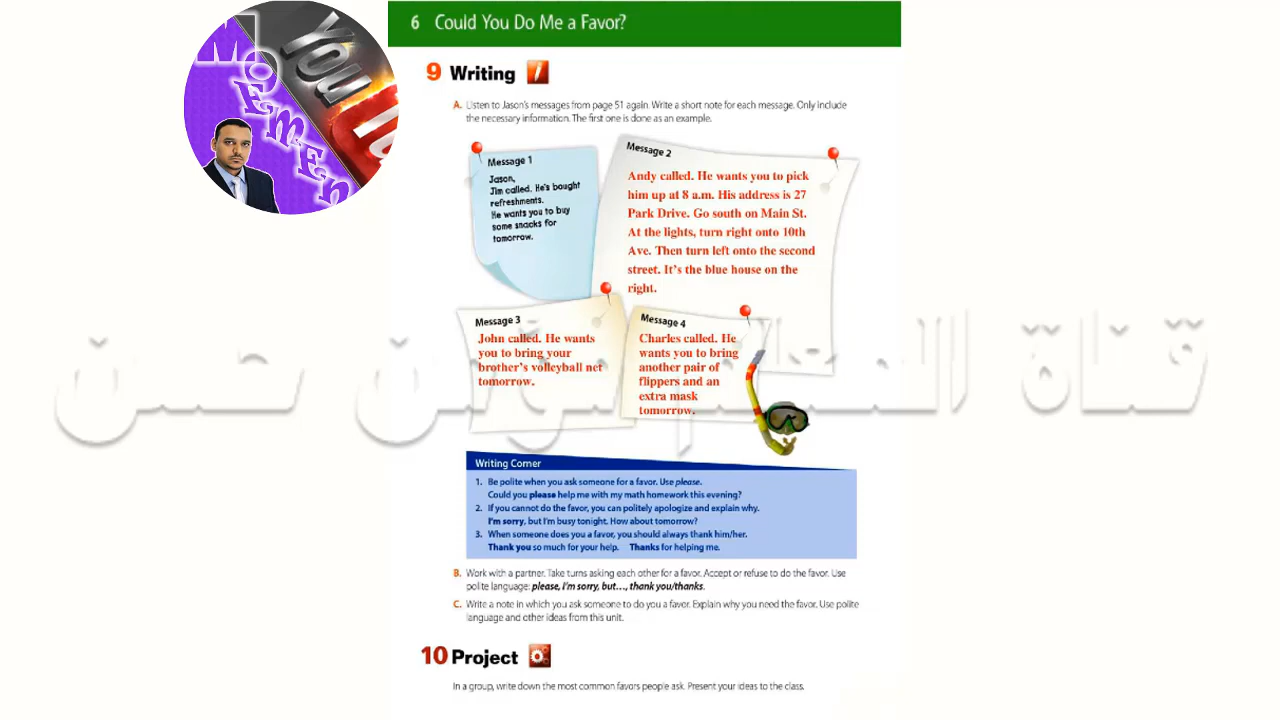 MOEMEN
YOU
6 Could You Do Me a Favor?
9 Writing
A. Listen to Jason's messages from page 51 again. Write a short note for each message. Only include
the necessary information. The first one is done as an example.
Message 1
Jason,
Jim called. He's bought
refreshments.
He wants you to buy
some snacks for
tomorrow.
Message 2
Andy called. He wants you to pick
him up at 8 a.m. His address is 27
Park Drive. Go south on Main St.
At the lights, turn right onto 10th
Ave. Then turn left onto the second
street. It's the blue house on the
right.
Message 3
John called. He wants
you to bring your
brother's volleyball net
tomorrow.
Message 4
Charles called. He
wants you to bring
another pair of
flippers and an
extra mask
tomorrow.
قناة المعلم مؤمن حسن
Writing Corner
1. Be polite when you ask someone for a favor. Use please.
Could you please help me with my math homework this evening?
2. If you cannot do the favor, you can politely apologize and explain why.
I'm sorry, but I'm busy tonight. How about tomorrow?
3. When someone does you a favor, you should always thank him/her.
Thank you so much for your help. Thanks for helping me.
B. Work with a partner. Take turns asking each other for a favor. Accept or refuse to do the favor. Use
polite language: please, I'm sorry, but…, thank you/thanks.
C. Write a note in which you ask someone to do you a favor. Explain why you need the favor. Use polite
language and other ideas from this unit.
10 Project
In a group, write down the most common favors people ask. Present your ideas to the class.